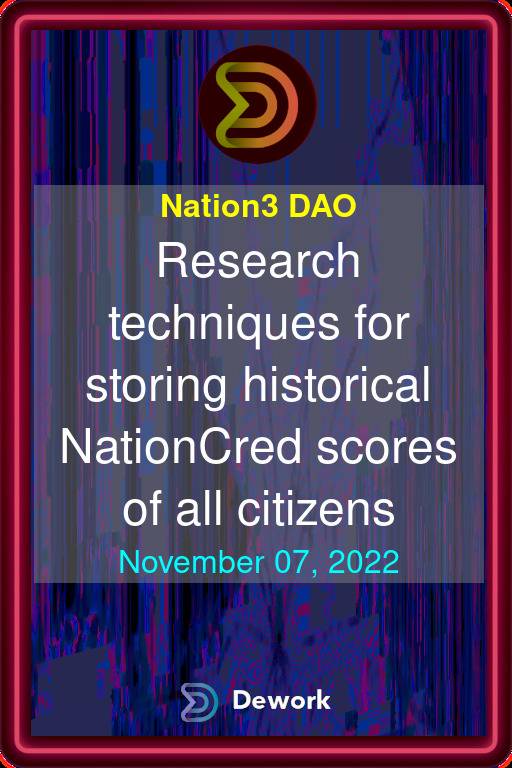 Nation3 DAO
Research
techniques for
storing historical
NationCred scores
of all citizens
November 07, 2022
Dework